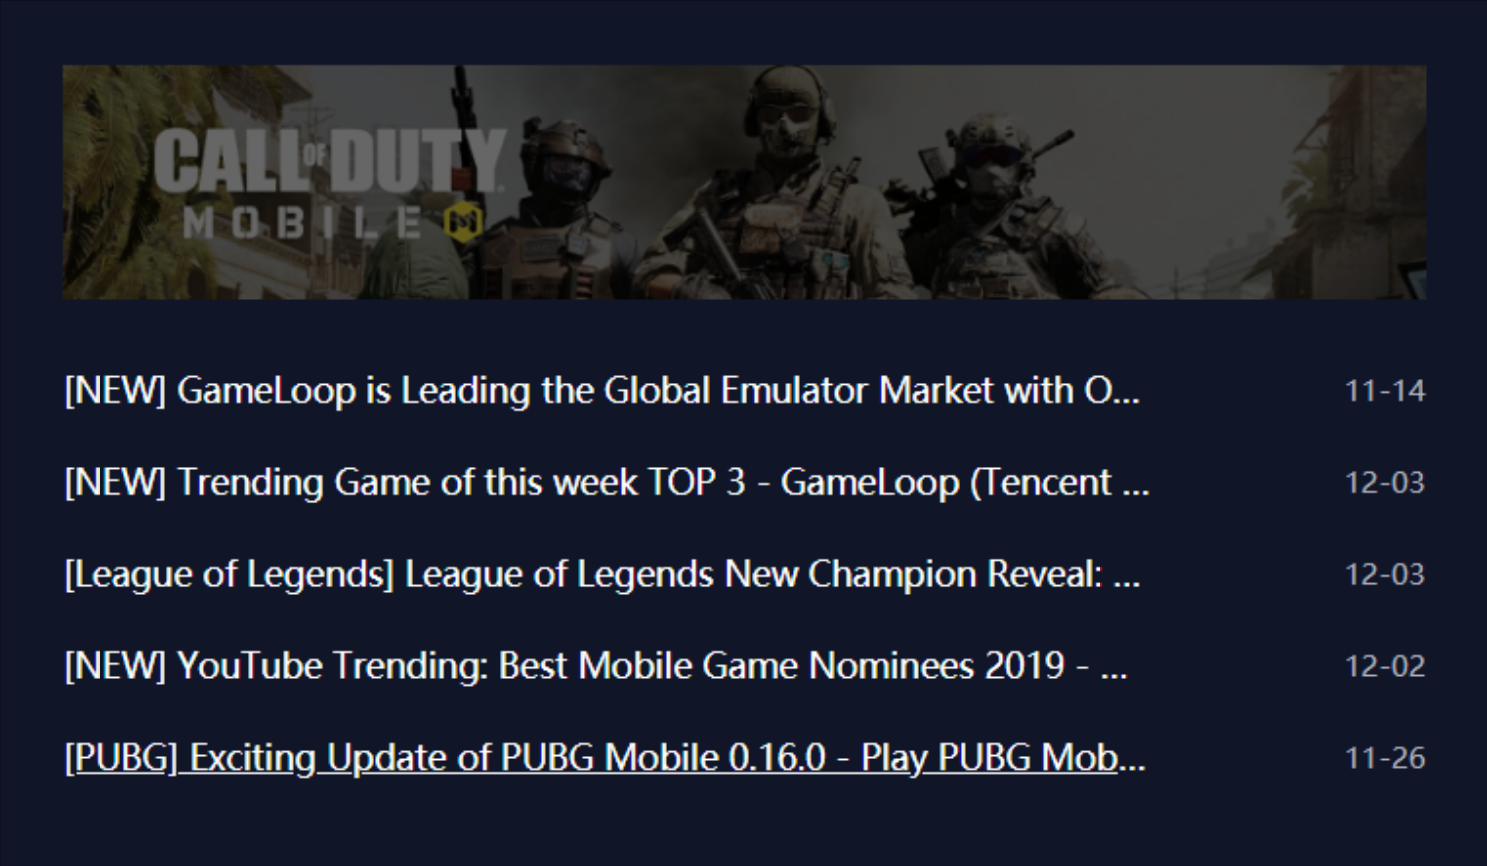 CALL OF DUTY
MOBILE
[NEW] GameLoop is Leading the Global Emulator Market with O... 11-14
[NEW] Trending Game of this week TOP 3 - GameLoop (Tencent ... 12-03
[League of Legends] League of Legends New Champion Reveal: ... 12-03
[NEW] YouTube Trending: Best Mobile Game Nominees 2019 - ... 12-02
[PUBG] Exciting Update of PUBG Mobile 0.16.0 - Play PUBG Mob... 11-26